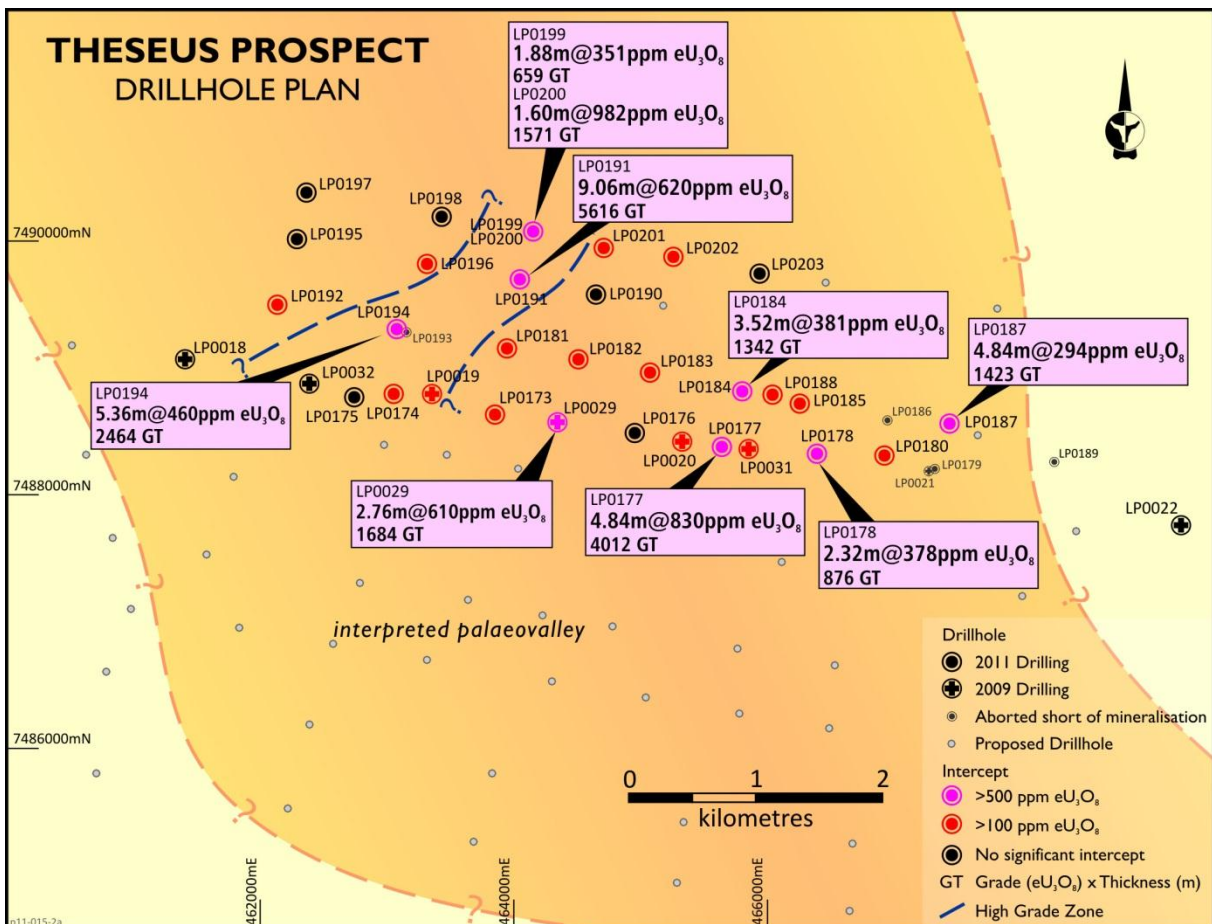 THESEUS PROSPECT
DRILLHOLE PLAN
LP0199
1.88m@351ppm eU₃O₈
659 GT
LP0200
1.60m@982ppm eU₃O₈
1571 GT
LP0191
9.06m@620ppm eU₃O₈
5616 GT
LP0197
LP0198
LP0199
LP0200
7490000mN
LP0195
LP0196
LP0201
LP0202
LP0203
LP0191
LP0190
LP0192
LP0194
LP0193
LP0184
3.52m@381ppm eU₃O₈
1342 GT
LP0187
4.84m@294ppm eU₃O₈
1423 GT
LP0018
LP0181
LP0182
LP0183
LP0032
LP0019
LP0184
LP0188
LP0185
LP0194
5.36m@460ppm eU₃O₈
2464 GT
LP0175
LP0174
LP0173
LP0029
LP0176
LP0177
LP0178
LP0186
LP0187
LP0180
LP0020
LP0031
LP0179
LP0021
LP0189
7488000mN
LP0029
2.76m@610ppm eU₃O₈
1684 GT
LP0177
4.84m@830ppm eU₃O₈
4012 GT
LP0178
2.32m@378ppm eU₃O₈
876 GT
LP0022
?
?
?
?
?
?
?
?
?
interpreted palaeovalley
7486000mN
0 1 2
kilometres
Drillhole
2011 Drilling
2009 Drilling
Aborted short of mineralisation
Proposed Drillhole
Intercept
>500 ppm eU₃O₈
>100 ppm eU₃O₈
No significant intercept
GT Grade (eU₃O₈) x Thickness (m)
High Grade Zone
462000mE
464000mE
466000mE
p11-015-2a